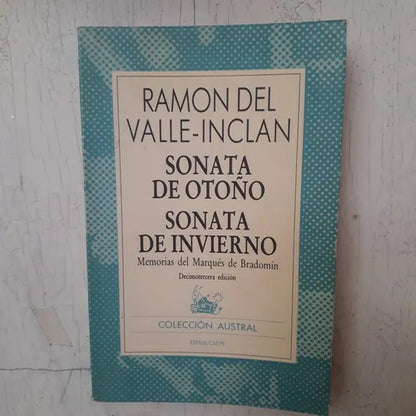 RAMON DEL
VALLE-INCLAN
SONATA
DE OTOÑO
SONATA
DE INVIERNO
Memorias del Marqués de Bradomín
Decimotercera edición
COLECCIÓN AUSTRAL
ESPASA-CALPE